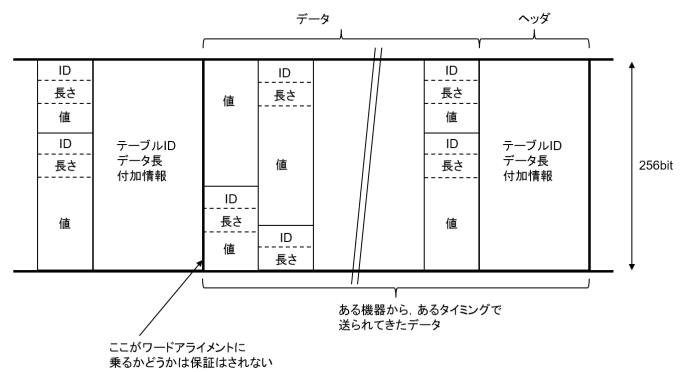 データ
ヘッダ
ID
長さ
値
ID
長さ
値
テーブルID
データ長
付加情報
値
ID
長さ
値
ID
長さ
値
ID
長さ
ID
長さ
値
ID
長さ
値
テーブルID
データ長
付加情報
256bit
ある機器から，あるタイミングで
送られてきたデータ
ここがワードアライメントに
乗るかどうかは保証はされない